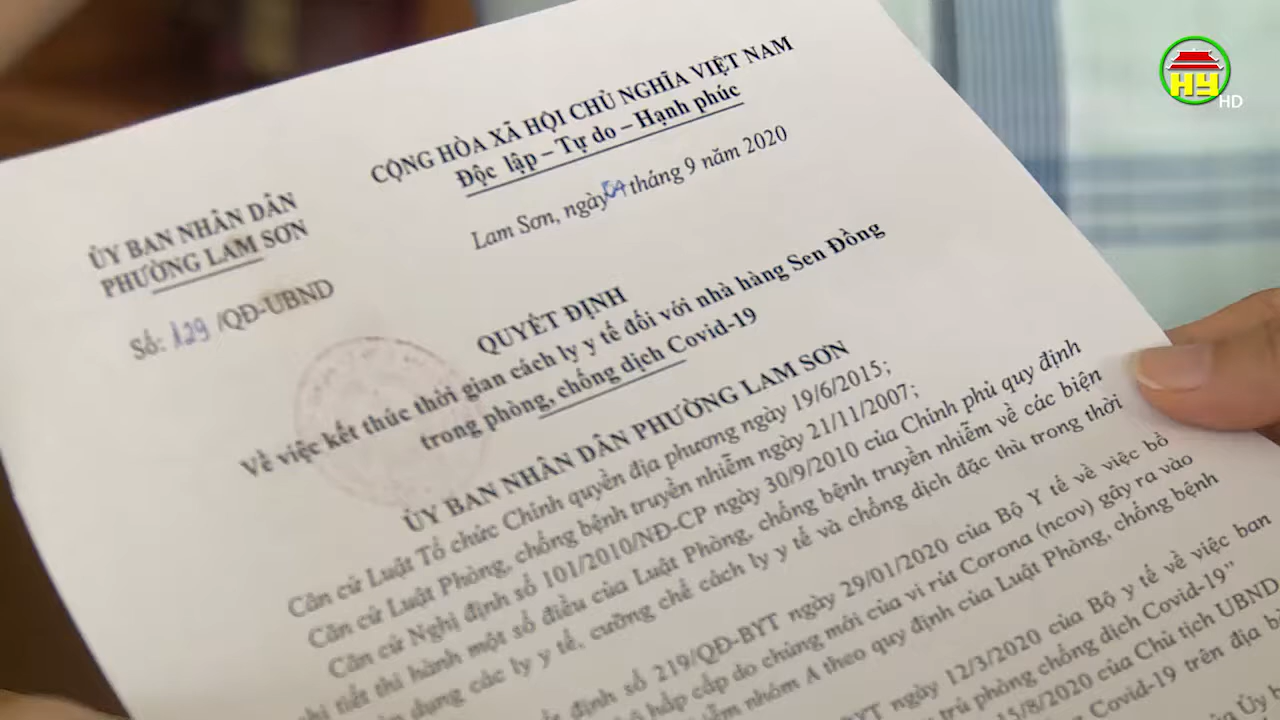 HY
HD
CỘNG HÒA XÃ HỘI CHỦ NGHĨA VIỆT NAM
Độc lập – Tự do – Hạnh phúc
Lam Sơn, ngày 04 tháng 9 năm 2020
ỦY BAN NHÂN DÂN
PHƯỜNG LAM SƠN
Số: 129 /QĐ-UBND
QUYẾT ĐỊNH
Về việc kết thúc thời gian cách ly y tế đối với nhà hàng Sen Đồng
trong phòng, chống dịch Covid-19
ỦY BAN NHÂN DÂN PHƯỜNG LAM SƠN
Căn cứ Luật Tổ chức Chính quyền địa phương ngày 19/6/2015;
Căn cứ Luật Phòng, chống bệnh truyền nhiễm ngày 21/11/2007;
Căn cứ Nghị định số 101/2010/NĐ-CP ngày 30/9/2010 của Chính phủ quy định
tiết thi hành một số điều của Luật Phòng, chống bệnh truyền nhiễm về các biện
dụng các ly y tế, cưỡng chế cách ly y tế và chống dịch đặc thù trong thời
định số 219/QĐ-BYT ngày 29/01/2020 của Bộ Y tế về việc bổ
hấp cấp do chủng mới của vi rút Corona (ncov) gây ra vào
nhóm A theo quy định của Luật Phòng, chống bệnh
ngày 12/3/2020 của Bộ y tế về việc ban
trú phòng chống dịch Covid-19"
15/8/2020 của Chủ tịch UBND
Covid-19 trên địa
của Ủy